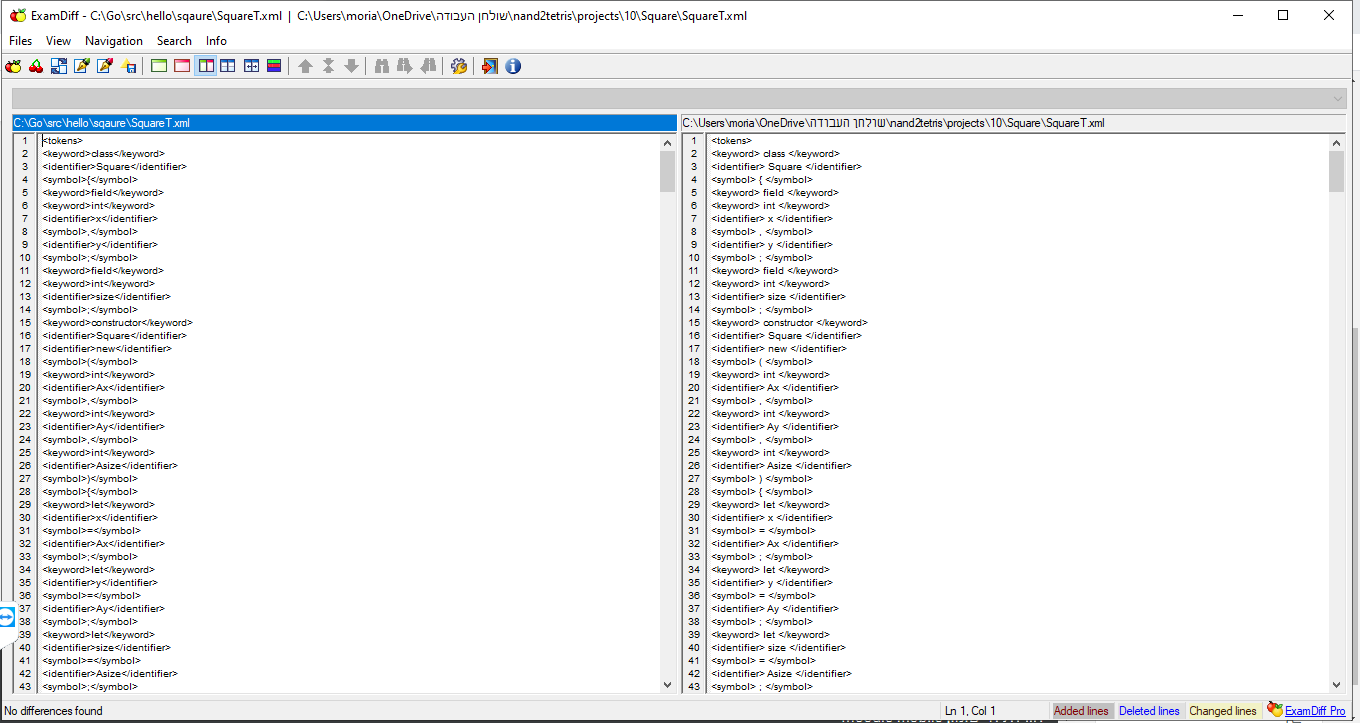 ExamDiff - C:\Go\src\hello\sqaure\SquareT.xml | C:\Users\moria\OneDrive\שולחן העבודה\nand2tetris\projects\10\Square\SquareT.xml
Files View Navigation Search Info
C:\Go\src\hello\sqaure\SquareT.xml
1 <tokens>
2 <keyword>class</keyword>
3 <identifier>Square</identifier>
4 <symbol>{</symbol>
5 <keyword>field</keyword>
6 <keyword>int</keyword>
7 <identifier>x</identifier>
8 <symbol>,</symbol>
9 <identifier>y</identifier>
10 <symbol>;</symbol>
11 <keyword>field</keyword>
12 <keyword>int</keyword>
13 <identifier>size</identifier>
14 <symbol>;</symbol>
15 <keyword>constructor</keyword>
16 <identifier>Square</identifier>
17 <identifier>new</identifier>
18 <symbol>(</symbol>
19 <keyword>int</keyword>
20 <identifier>Ax</identifier>
21 <symbol>,</symbol>
22 <keyword>int</keyword>
23 <identifier>Ay</identifier>
24 <symbol>,</symbol>
25 <keyword>int</keyword>
26 <identifier>Asize</identifier>
27 <symbol>)</symbol>
28 <symbol>{</symbol>
29 <keyword>let</keyword>
30 <identifier>x</identifier>
31 <symbol>=</symbol>
32 <identifier>Ax</identifier>
33 <symbol>;</symbol>
34 <keyword>let</keyword>
35 <identifier>y</identifier>
36 <symbol>=</symbol>
37 <identifier>Ay</identifier>
38 <symbol>;</symbol>
39 <keyword>let</keyword>
40 <identifier>size</identifier>
41 <symbol>=</symbol>
42 <identifier>Asize</identifier>
43 <symbol>;</symbol>
C:\Users\moria\OneDrive\שולחן העבודה\nand2tetris\projects\10\Square\SquareT.xml
1 <tokens>
2 <keyword> class </keyword>
3 <identifier> Square </identifier>
4 <symbol> { </symbol>
5 <keyword> field </keyword>
6 <keyword> int </keyword>
7 <identifier> x </identifier>
8 <symbol> , </symbol>
9 <identifier> y </identifier>
10 <symbol> ; </symbol>
11 <keyword> field </keyword>
12 <keyword> int </keyword>
13 <identifier> size </identifier>
14 <symbol> ; </symbol>
15 <keyword> constructor </keyword>
16 <identifier> Square </identifier>
17 <identifier> new </identifier>
18 <symbol> ( </symbol>
19 <keyword> int </keyword>
20 <identifier> Ax </identifier>
21 <symbol> , </symbol>
22 <keyword> int </keyword>
23 <identifier> Ay </identifier>
24 <symbol> , </symbol>
25 <keyword> int </keyword>
26 <identifier> Asize </identifier>
27 <symbol> ) </symbol>
28 <symbol> { </symbol>
29 <keyword> let </keyword>
30 <identifier> x </identifier>
31 <symbol> = </symbol>
32 <identifier> Ax </identifier>
33 <symbol> ; </symbol>
34 <keyword> let </keyword>
35 <identifier> y </identifier>
36 <symbol> = </symbol>
37 <identifier> Ay </identifier>
38 <symbol> ; </symbol>
39 <keyword> let </keyword>
40 <identifier> size </identifier>
41 <symbol> = </symbol>
42 <identifier> Asize </identifier>
43 <symbol> ; </symbol>
No differences found
Ln 1, Col 1 Added lines Deleted lines Changed lines ExamDiff Pro